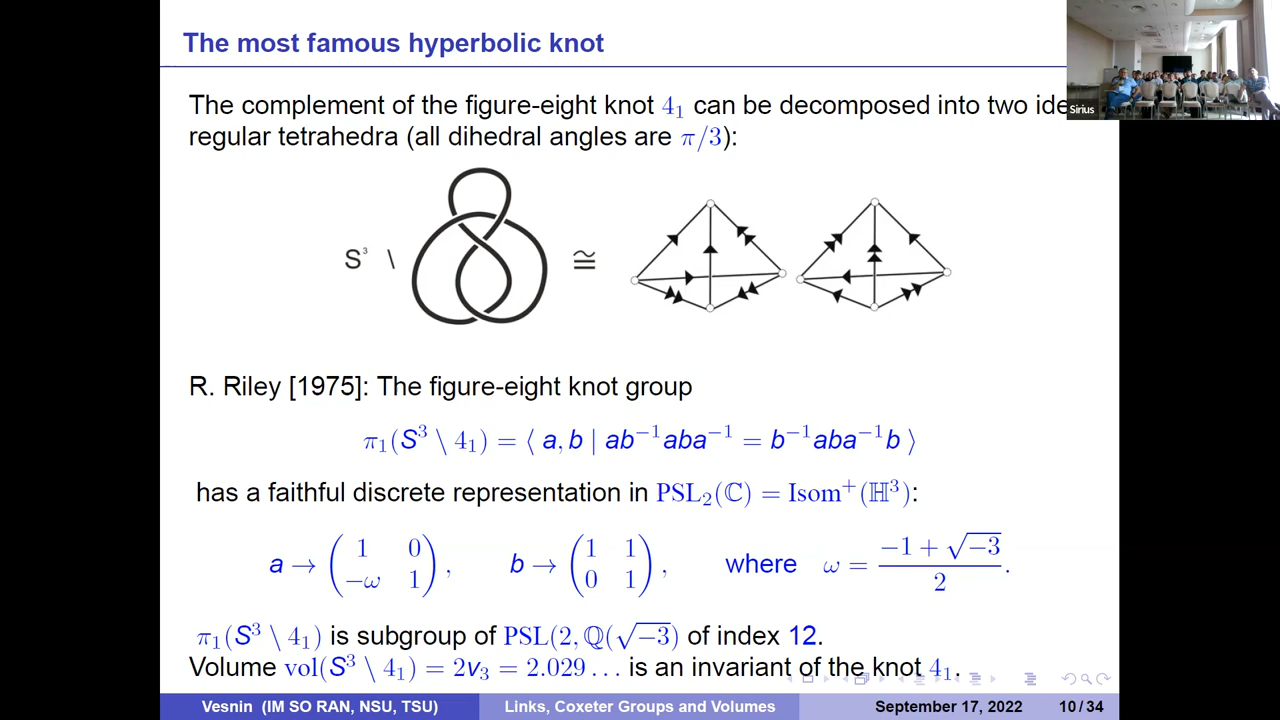 The most famous hyperbolic knot
Sirius
The complement of the figure-eight knot 4₁ can be decomposed into two
regular tetrahedra (all dihedral angles are π/3):
S³ \ ≅
R. Riley [1975]: The figure-eight knot group
π₁(S³ \ 4₁) = ⟨ a, b | ab⁻¹aba⁻¹ = b⁻¹aba⁻¹b ⟩
has a faithful discrete representation in PSL₂(ℂ) = Isom⁺(ℍ³):
a → (1 0; −ω 1), b → (1 1; 0 1), where ω = (−1 + √−3)/2.
π₁(S³ \ 4₁) is subgroup of PSL(2, ℚ(√−3) of index 12.
Volume vol(S³ \ 4₁) = 2v₃ = 2.029 . . . is an invariant of the knot 4₁.
Vesnin (IM SO RAN, NSU, TSU) Links, Coxeter Groups and Volumes September 17, 2022 10 / 34